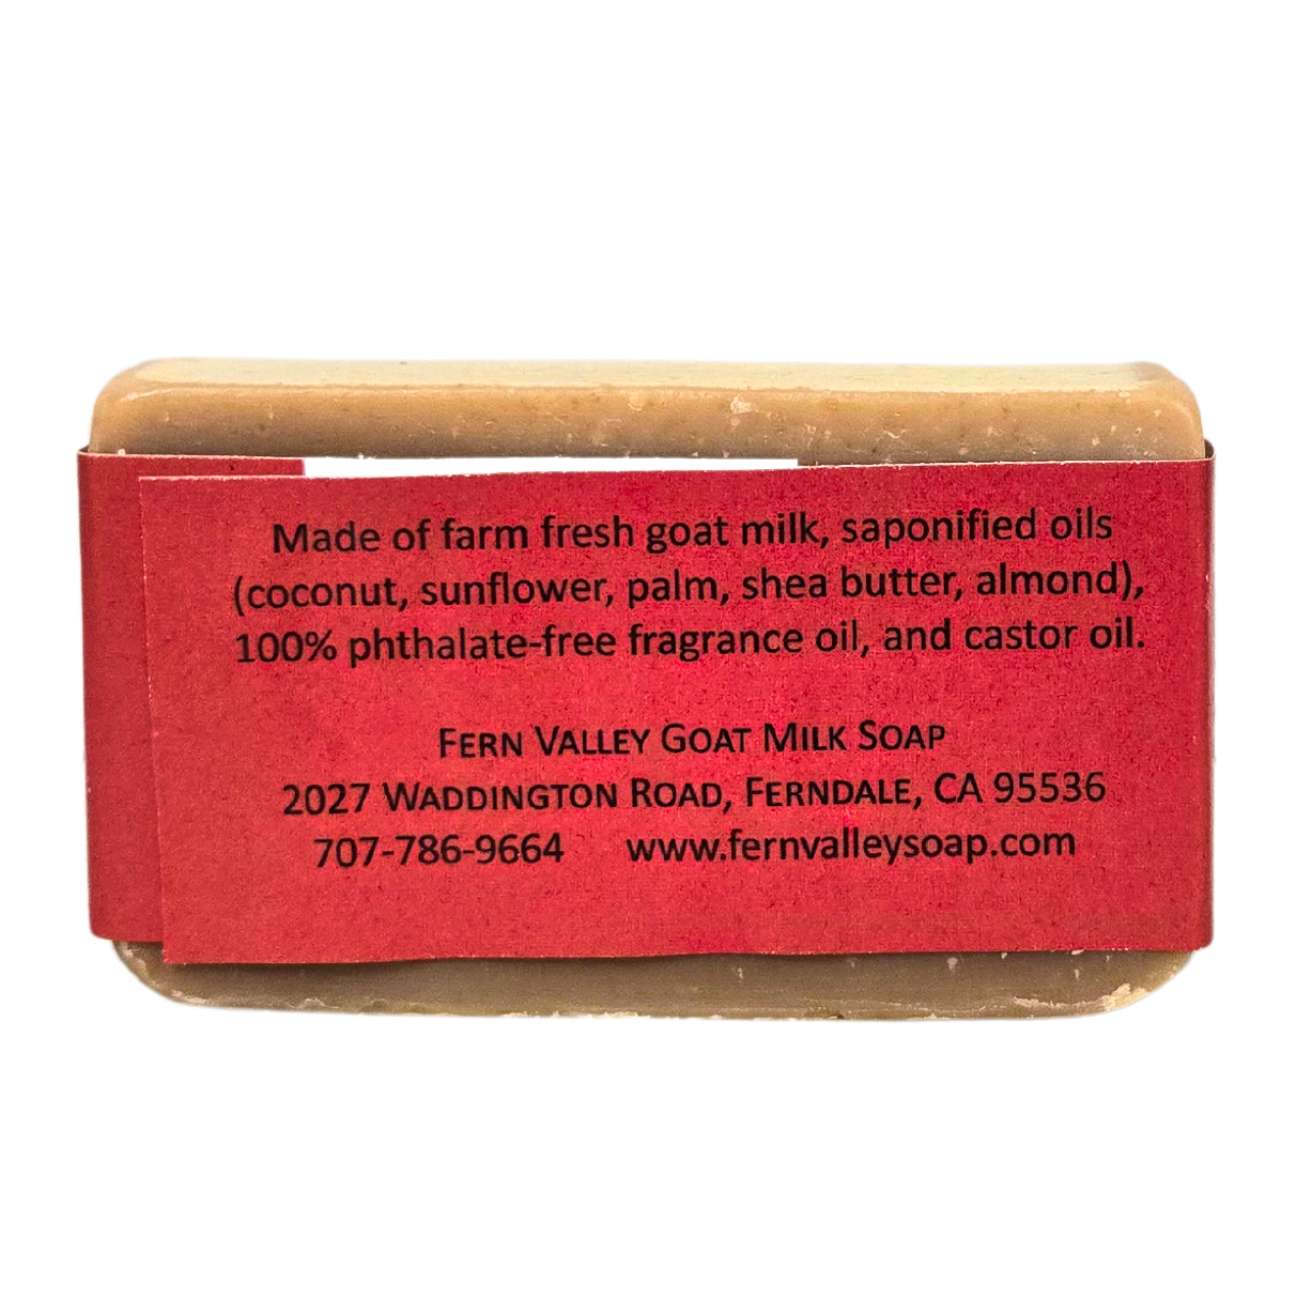 Made of farm fresh goat milk, saponified oils
(coconut, sunflower, palm, shea butter, almond),
100% phthalate-free fragrance oil, and castor oil.
FERN VALLEY GOAT MILK SOAP
2027 WADDINGTON ROAD, FERNDALE, CA 95536
707-786-9664 www.fernvalleysoap.com